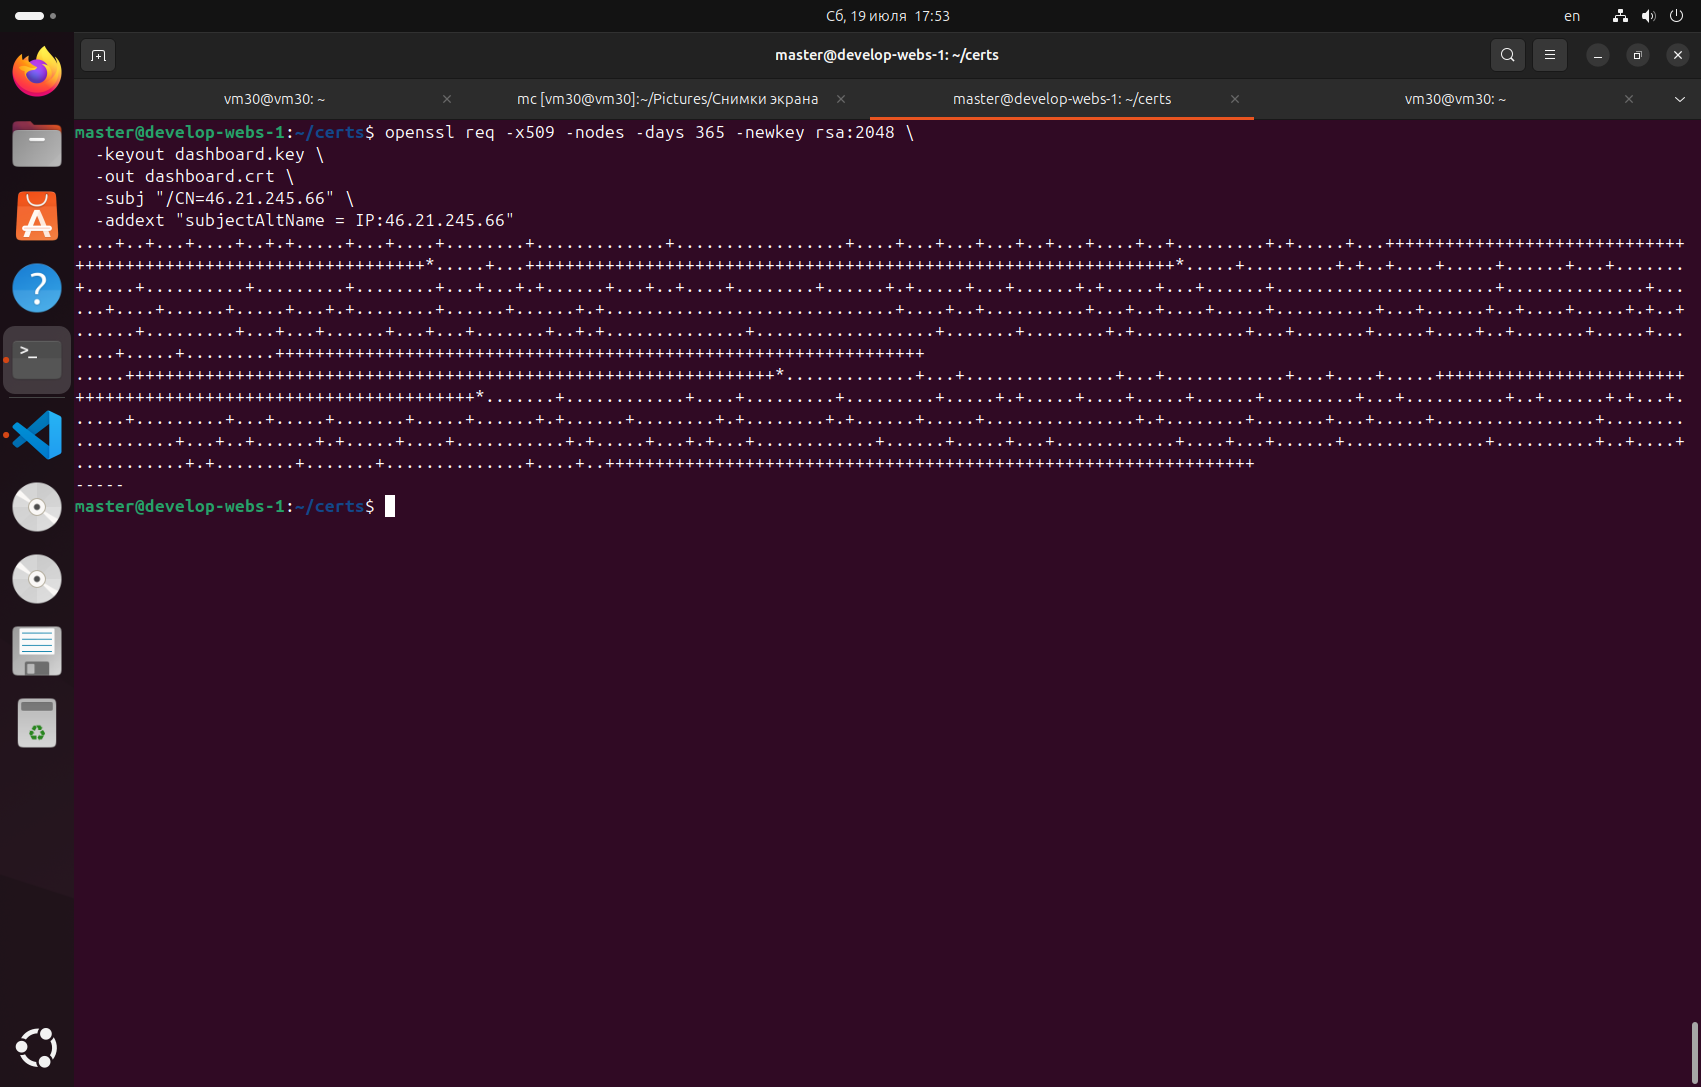 Сб, 19 июля 17:53
en
master@develop-webs-1: ~/certs
vm30@vm30: ~
mc [vm30@vm30]:~/Pictures/Снимки экрана
master@develop-webs-1: ~/certs
vm30@vm30: ~
master@develop-webs-1:~/certs$ openssl req -x509 -nodes -days 365 -newkey rsa:2048 \
-keyout dashboard.key \
-out dashboard.crt \
-subj "/CN=46.21.245.66" \
-addext "subjectAltName = IP:46.21.245.66"
-----
master@develop-webs-1:~/certs$